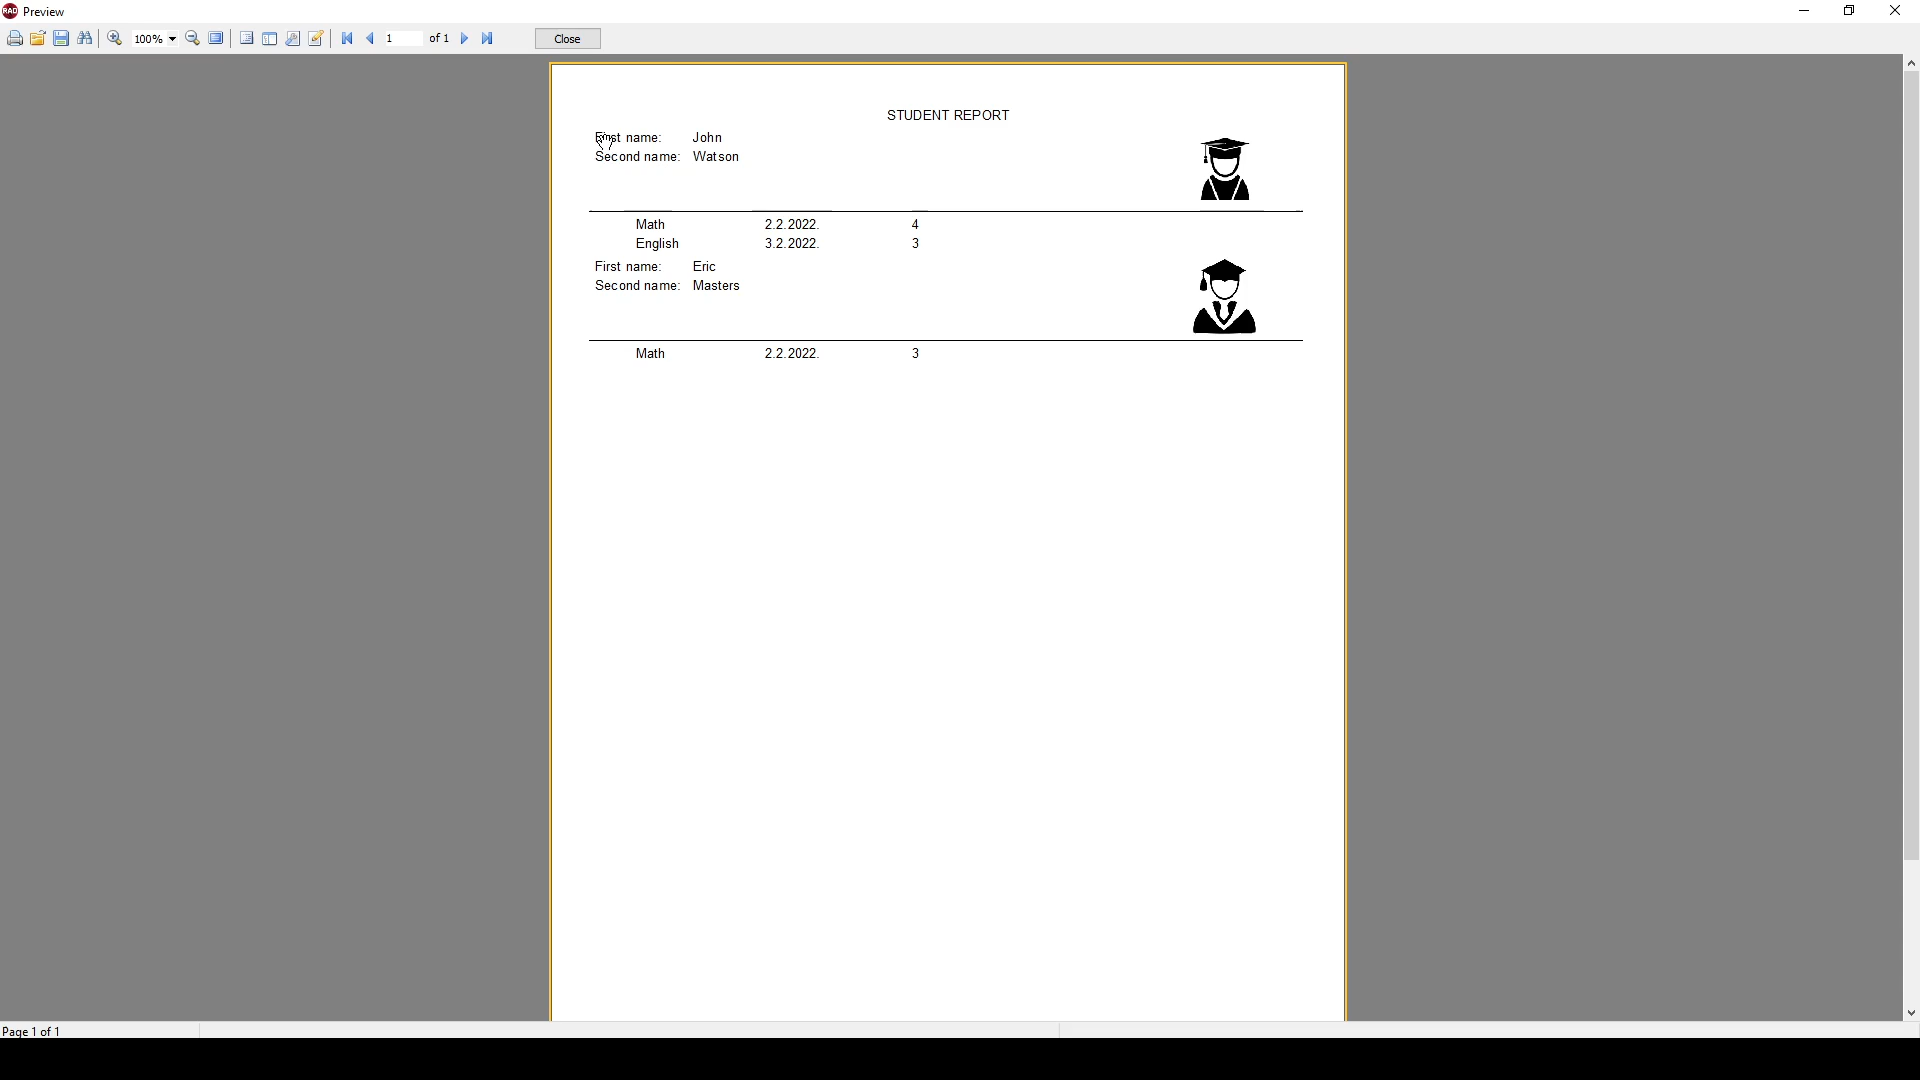 RAD Preview
100% 1 of 1 Close
STUDENT REPORT
First name: John
Second name: Watson
Math 2.2.2022. 4
English 3.2.2022. 3
First name: Eric
Second name: Masters
Math 2.2.2022. 3
Page 1 of 1